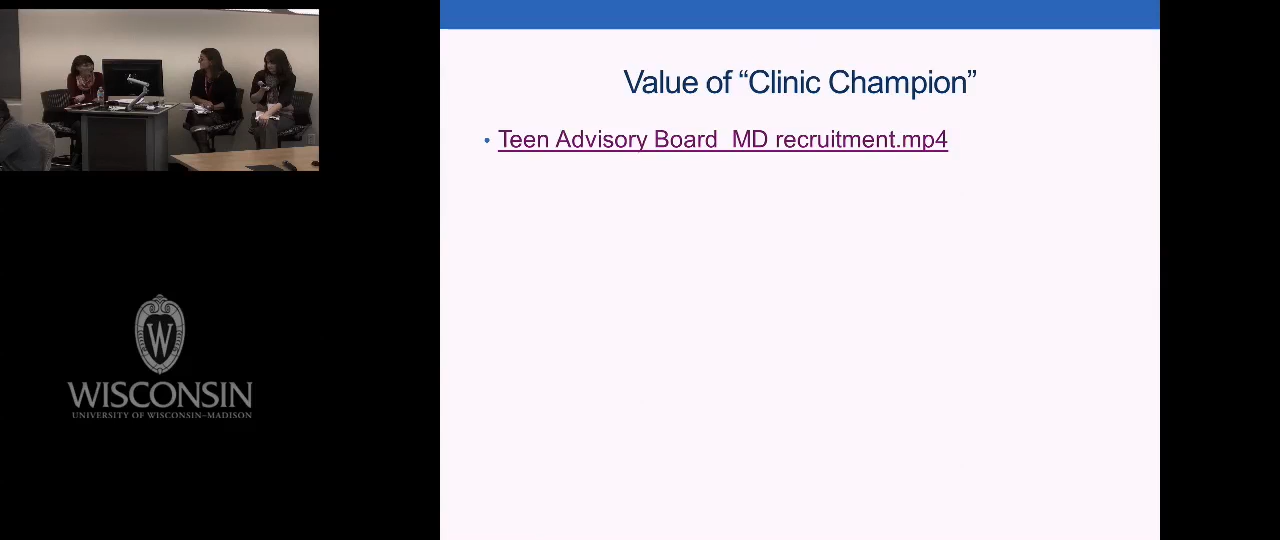 Value of “Clinic Champion”
• Teen Advisory Board  MD recruitment.mp4
W
WISCONSIN
UNIVERSITY OF WISCONSIN–MADISON